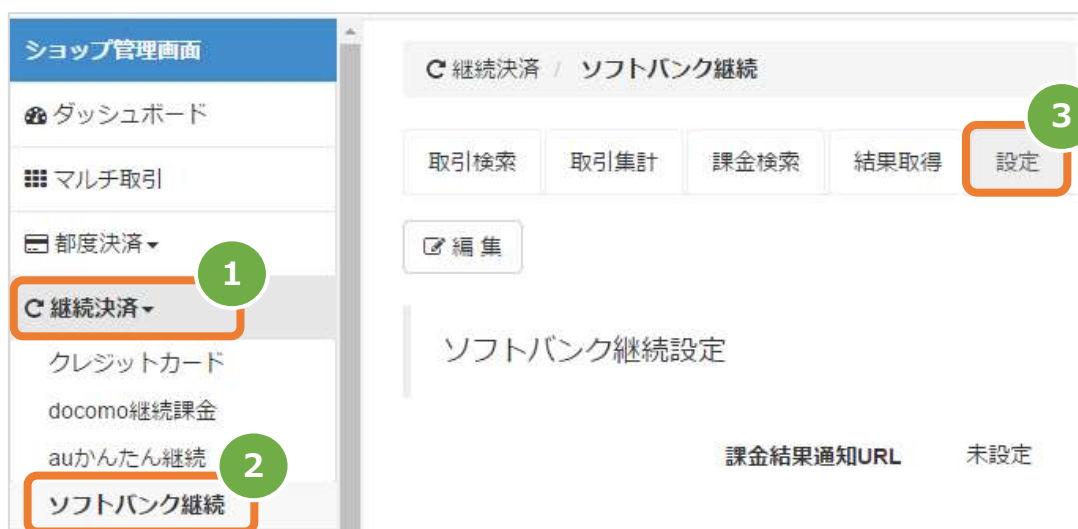 ショップ管理画面
ダッシュボード
マルチ取引
都度決済
1
継続決済
クレジットカード
docomo継続課金
auかんたん継続
2
ソフトバンク継続
継続決済 / ソフトバンク継続
3
取引検索 取引集計 課金検索 結果取得 設定
編集
ソフトバンク継続設定
課金結果通知URL 未設定